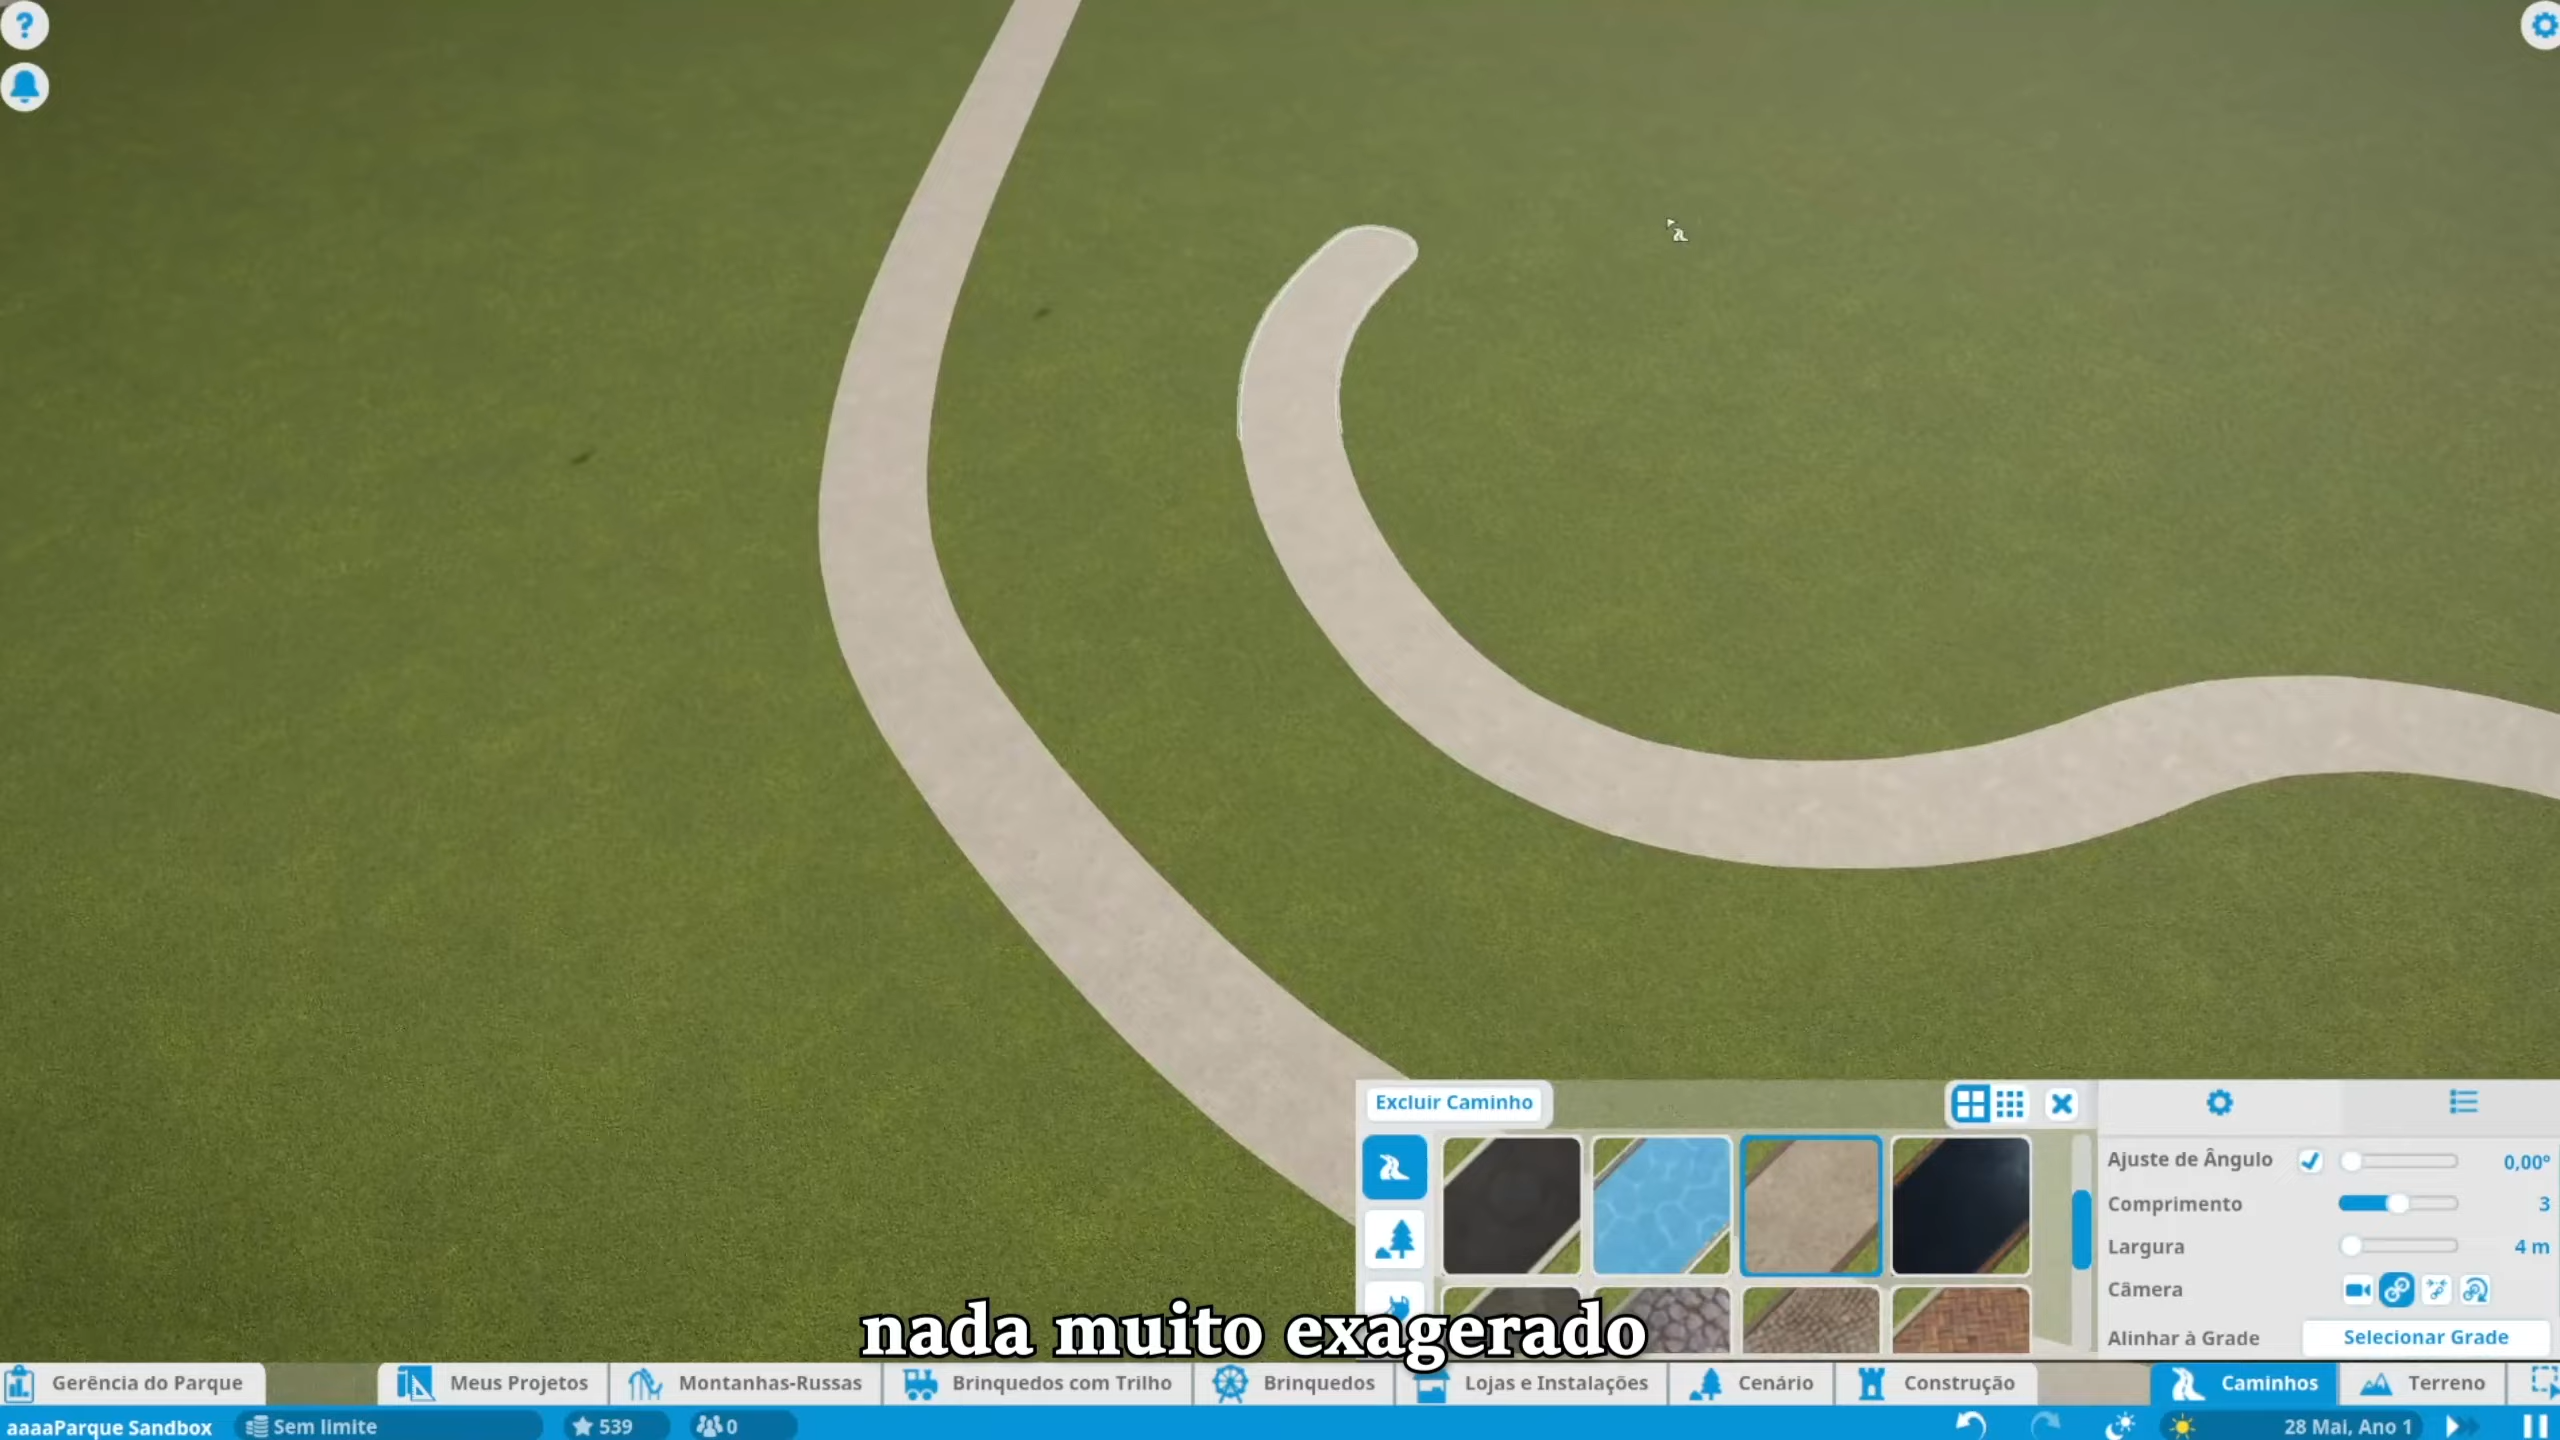 ?
Excluir Caminho
Ajuste de Ângulo 0,00°
Comprimento 3
Largura 4 m
Câmera
Alinhar à Grade Selecionar Grade
nada muito exagerado
Gerência do Parque Meus Projetos Montanhas-Russas Brinquedos com Trilho Brinquedos Lojas e Instalações Cenário Construção Caminhos Terreno
aaaaParque Sandbox Sem limite 539 0 28 Mai, Ano 1